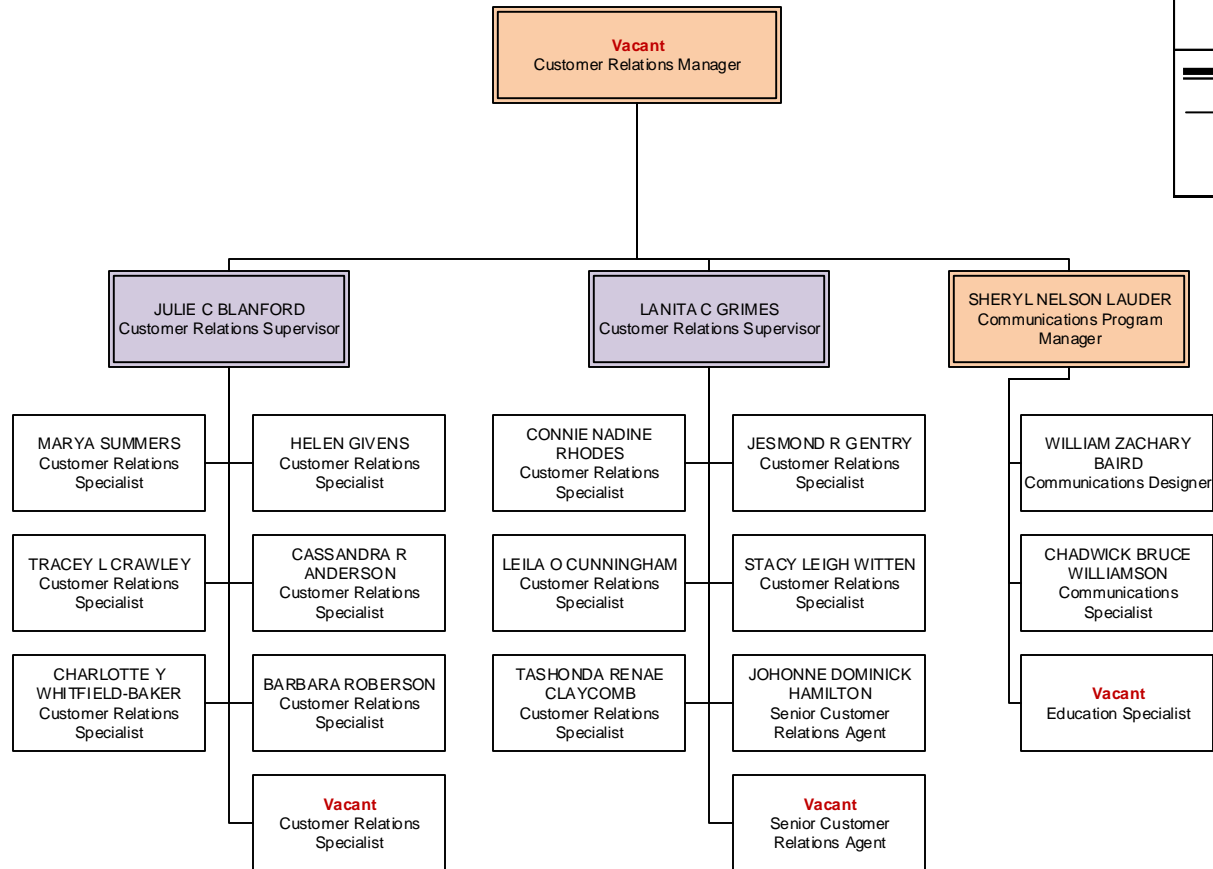 Vacant
Customer Relations Manager
JULIE C BLANFORD
Customer Relations Supervisor
LANITA C GRIMES
Customer Relations Supervisor
SHERYL NELSON LAUDER
Communications Program
Manager
MARYA SUMMERS
Customer Relations
Specialist
HELEN GIVENS
Customer Relations
Specialist
CONNIE NADINE
RHODES
Customer Relations
Specialist
JESMOND R GENTRY
Customer Relations
Specialist
WILLIAM ZACHARY
BAIRD
Communications Designer
TRACEY L CRAWLEY
Customer Relations
Specialist
CASSANDRA R
ANDERSON
Customer Relations
Specialist
LEILA O CUNNINGHAM
Customer Relations
Specialist
STACY LEIGH WITTEN
Customer Relations
Specialist
CHADWICK BRUCE
WILLIAMSON
Communications
Specialist
CHARLOTTE Y
WHITFIELD-BAKER
Customer Relations
Specialist
BARBARA ROBERSON
Customer Relations
Specialist
TASHONDA RENAE
CLAYCOMB
Customer Relations
Specialist
JOHONNE DOMINICK
HAMILTON
Senior Customer
Relations Agent
Vacant
Education Specialist
Vacant
Customer Relations
Specialist
Vacant
Senior Customer
Relations Agent